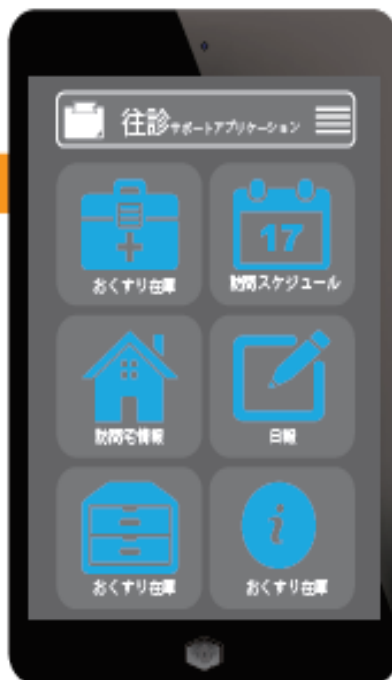 往診サポートアプリケーション
おくすり在庫
17
訪問スケジュール
訪問宅情報
日報
おくすり在庫
i
おくすり在庫